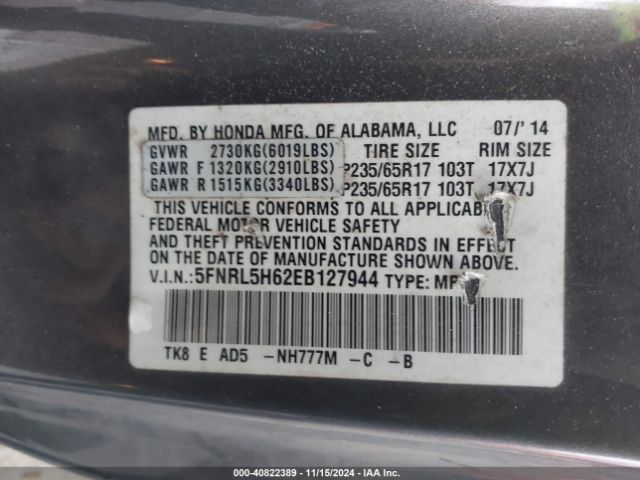 MFD. BY HONDA MFG. OF ALABAMA, LLC 07/'14
GVWR 2730KG(6019LBS) TIRE SIZE RIM SIZE
GAWR F 1320KG(2910LBS) P235/65R17 103T 17X7J
GAWR R 1515KG(3340LBS) P235/65R17 103T 17X7J
THIS VEHICLE CONFORMS TO ALL
FEDERAL MOTOR VEHICLE SAFETY
AND THEFT PREVENTION STANDARDS IN EFFECT
ON THE DATE OF MANUFACTURE SHOWN ABOVE.
V.I.N.:5FNRL5H62EB127944 TYPE:
TK8 E AD5 -NH777M -C -B
000-40822389 - 11/15/2024 - IAA Inc.